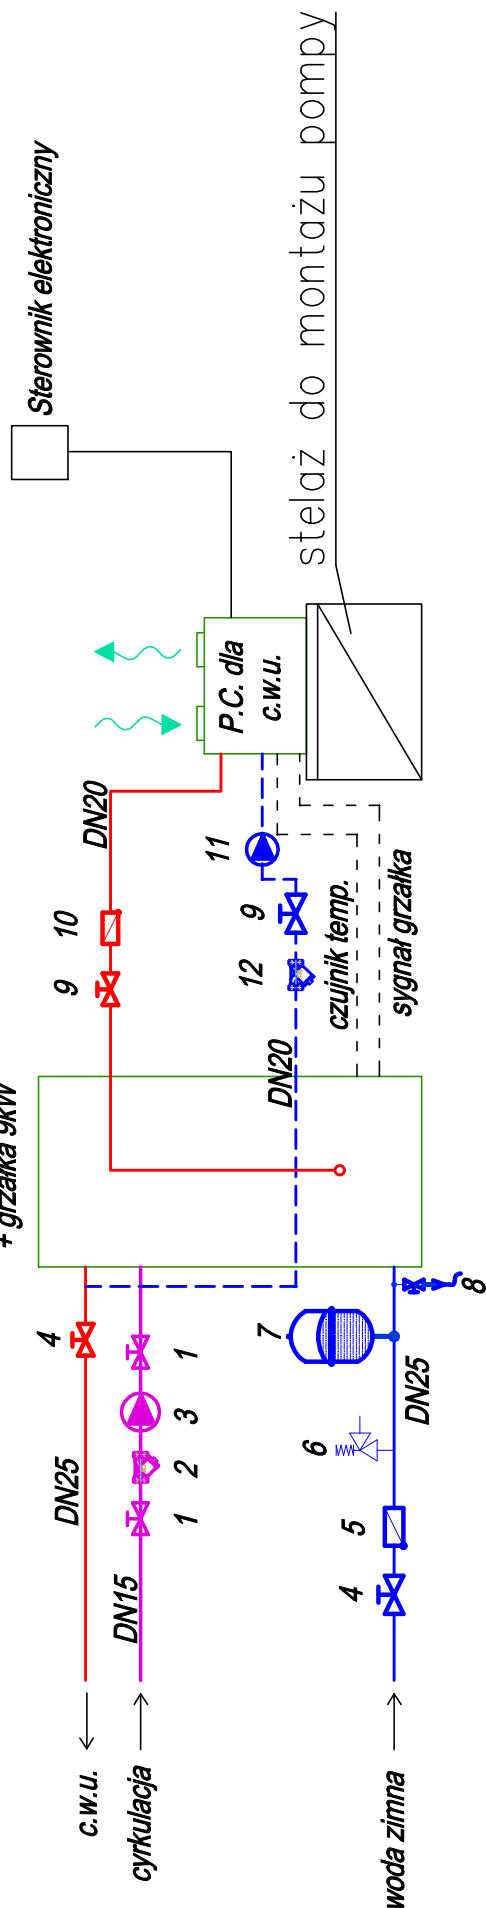 Sterownik elektroniczny
stelaż do montażu pompy
P.C. dla
c.w.u.
DN20
11
10
9
9
12
czujnik temp.
sygnał grzałka
DN20
+ grzałka 9kW
4
1
3
2
1
DN25
DN15
7
8
6
DN25
5
4
c.w.u.
cyrkulacja
woda zimna